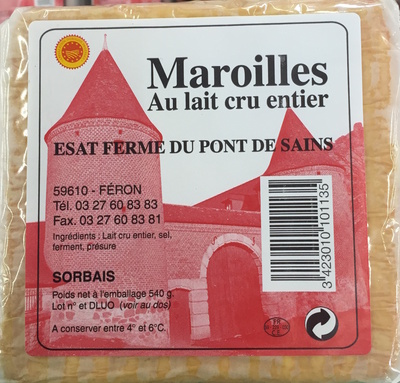 Maroilles
Au lait cru entier
ESAT FERME DU PONT DE SAINS
59610 - FÉRON
Tél. 03 27 60 83 83
Fax. 03 27 60 83 81
Ingrédients : Lait cru entier, sel,
ferment, présure
SORBAIS
Poids net à l'emballage 540 g.
Lot n° et DLUO (voir au dos)
A conserver entre 4° et 6°C.
3 423010 101135